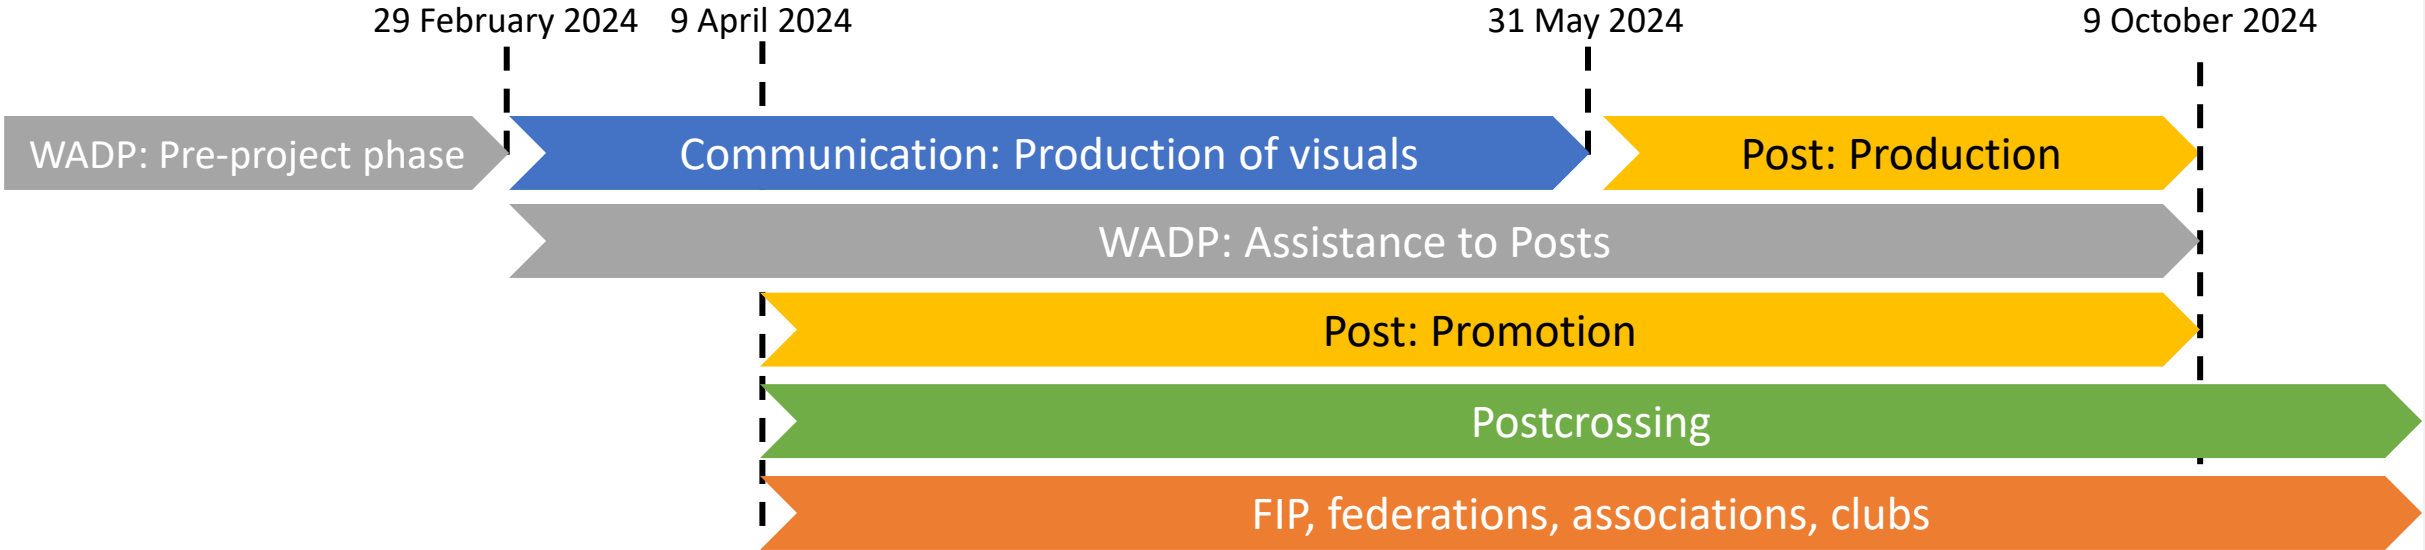 29 February 2024
9 April 2024
31 May 2024
9 October 2024
WADP: Pre-project phase
Communication: Production of visuals
Post: Production
WADP: Assistance to Posts
Post: Promotion
Postcrossing
FIP, federations, associations, clubs